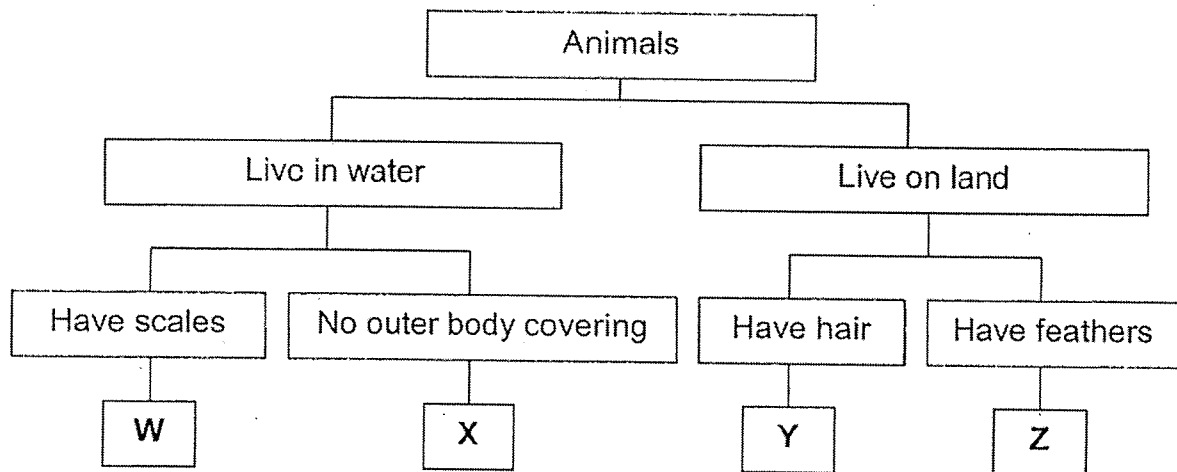 Animals
Livc in water
Live on land
Have scales
No outer body covering
Have hair
Have feathers
W
X
Y
Z